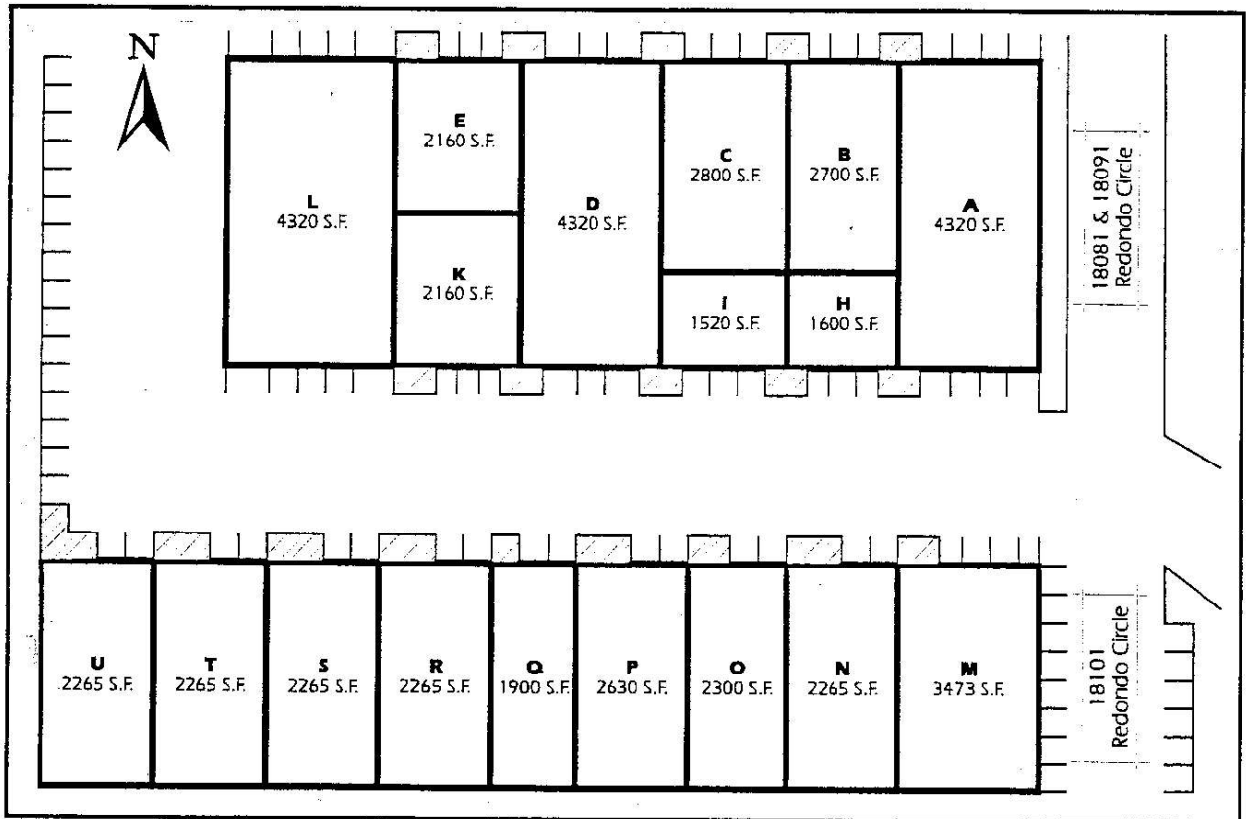 N
L
4320 S.F.
E
2160 S.F.
K
2160 S.F.
D
4320 S.F.
C
2800 S.F.
I
1520 S.F.
B
2700 S.F.
H
1600 S.F.
A
4320 S.F.
18081 & 18091
Redondo Circle
U
2265 S.F.
T
2265 S.F.
S
2265 S.F.
R
2265 S.F.
Q
1900 S.F.
P
2630 S.F.
O
2300 S.F.
N
2265 S.F.
M
3473 S.F.
18101
Redondo Circle